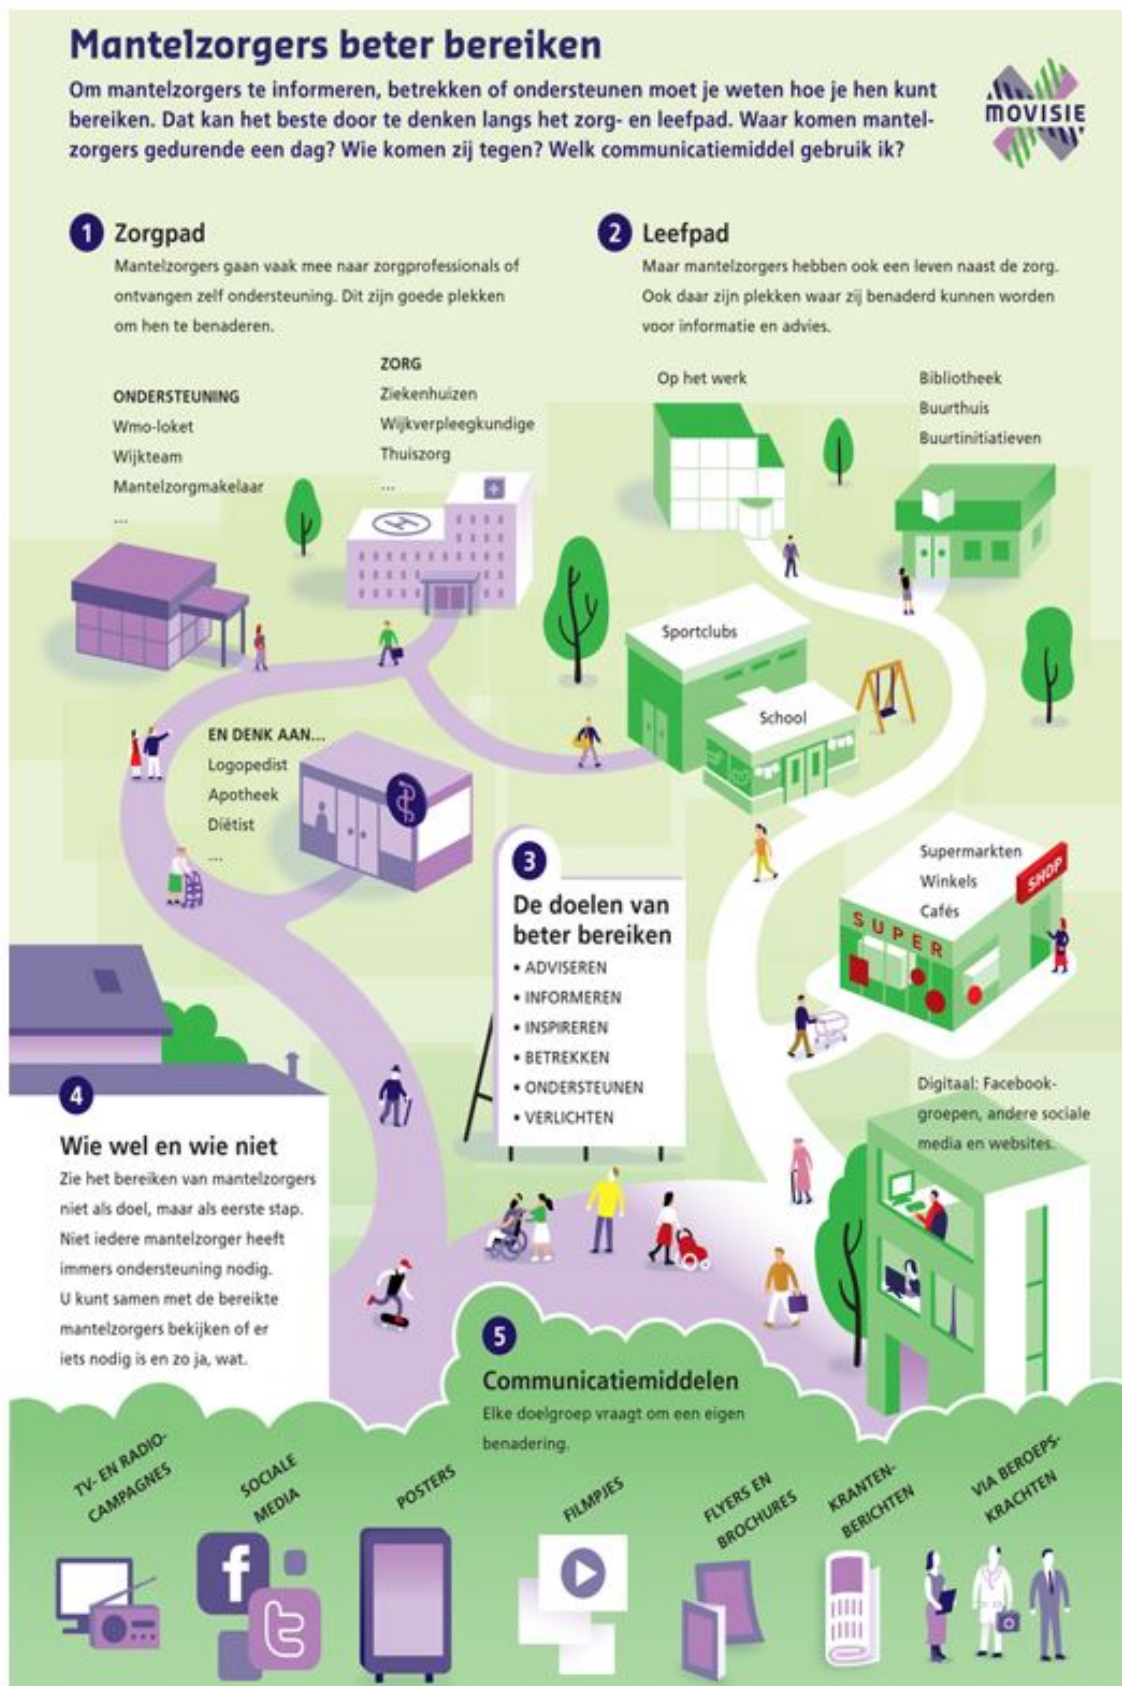 Mantelzorgers beter bereiken
Om mantelzorgers te informeren, betrekken of ondersteunen moet je weten hoe je hen kunt
bereiken. Dat kan het beste door te denken langs het zorg- en leefpad. Waar komen mantel-
zorgers gedurende een dag? Wie komen zij tegen? Welk communicatiemiddel gebruik ik?
MOVISIE
1 Zorgpad
Mantelzorgers gaan vaak mee naar zorgprofessionals of
ontvangen zelf ondersteuning. Dit zijn goede plekken
om hen te benaderen.
ONDERSTEUNING
Wmo-loket
Wijkteam
Mantelzorgmakelaar
...
ZORG
Ziekenhuizen
Wijkverpleegkundige
Thuiszorg
...
H
EN DENK AAN...
Logopedist
Apotheek
Diëtist
...
2 Leefpad
Maar mantelzorgers hebben ook een leven naast de zorg.
Ook daar zijn plekken waar zij benaderd kunnen worden
voor informatie en advies.
Op het werk
Bibliotheek
Buurthuis
Buurtinitiatieven
Sportclubs
School
Supermarkten
Winkels
Cafés
SHOP
SUPER
Digitaal: Facebook-
groepen, andere sociale
media en websites.
3
De doelen van
beter bereiken
• ADVISEREN
• INFORMEREN
• INSPIREREN
• BETREKKEN
• ONDERSTEUNEN
• VERLICHTEN
4
Wie wel en wie niet
Zie het bereiken van mantelzorgers
niet als doel, maar als eerste stap.
Niet iedere mantelzorger heeft
immers ondersteuning nodig.
U kunt samen met de bereikte
mantelzorgers bekijken of er
iets nodig is en zo ja, wat.
5
Communicatiemiddelen
Elke doelgroep vraagt om een eigen
benadering.
TV- EN RADIO-
CAMPAGNES
SOCIALE
MEDIA
POSTERS
FILMPJES
FLYERS EN
BROCHURES
KRANTEN-
BERICHTEN
VIA BEROEPS-
KRACHTEN
f
t